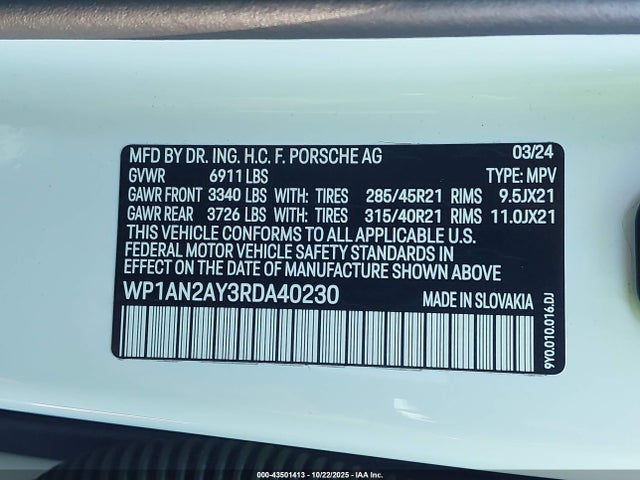 MFD BY DR. ING. H.C. F. PORSCHE AG 03/24
GVWR 6911 LBS TYPE: MPV
GAWR FRONT 3340 LBS WITH: TIRES 285/45R21 RIMS 9.5JX21
GAWR REAR 3726 LBS WITH: TIRES 315/40R21 RIMS 11.0JX21
THIS VEHICLE CONFORMS TO ALL APPLICABLE U.S.
FEDERAL MOTOR VEHICLE SAFETY STANDARDS IN
EFFECT ON THE DATE OF MANUFACTURE SHOWN ABOVE.
WP1AN2AY3RDA40230 MADE IN SLOVAKIA
9Y0.010.016.DJ
000-43501413 - 10/22/2025 - IAA Inc.